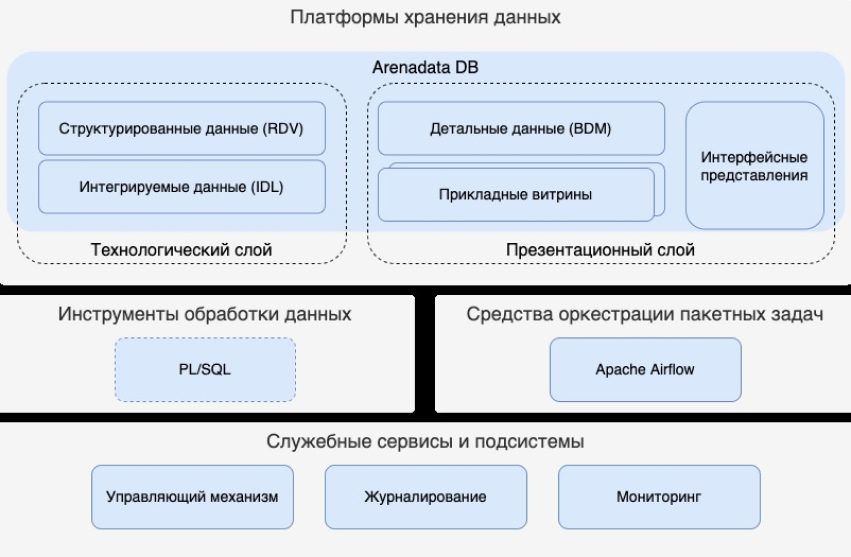 Платформы хранения данных
Arenadata DB
Структурированные данные (RDV)
Интегрируемые данные (IDL)
Технологический слой
Детальные данные (BDM)
Прикладные витрины
Интерфейсные
представления
Презентационный слой
Инструменты обработки данных
PL/SQL
Средства оркестрации пакетных задач
Apache Airflow
Служебные сервисы и подсистемы
Управляющий механизм
Журналирование
Мониторинг